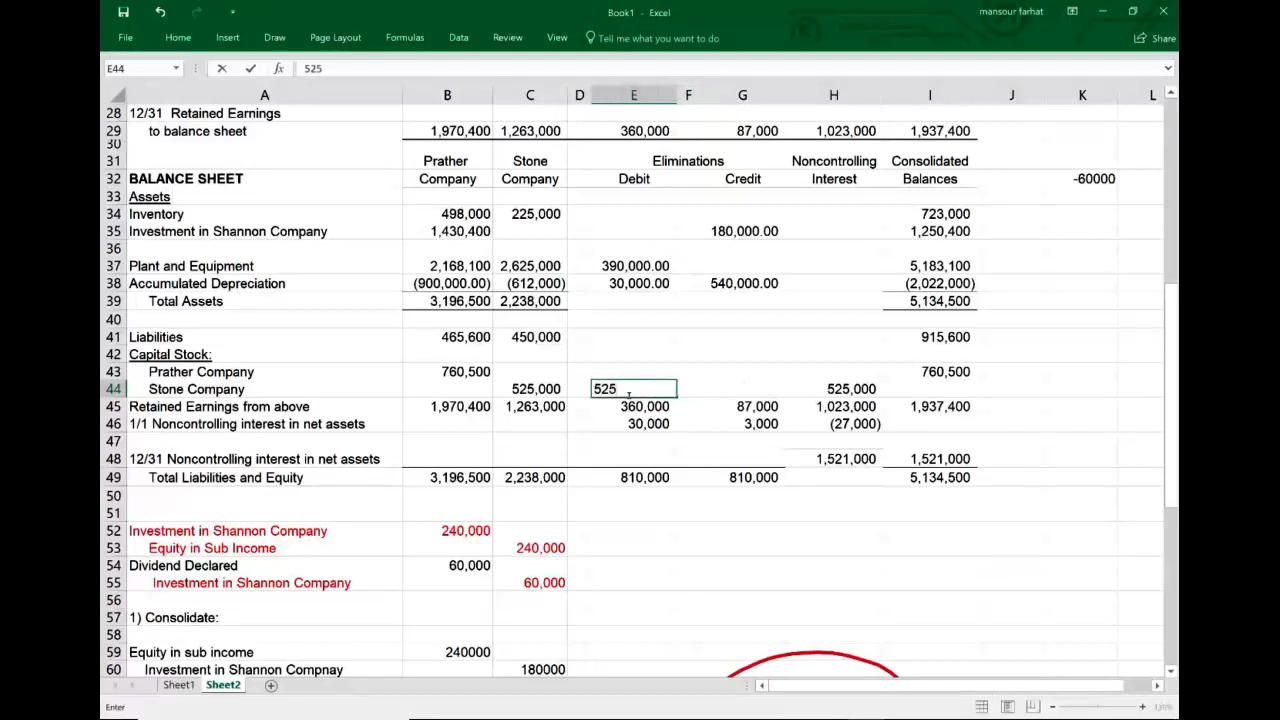 Book1 - Excel
mansour farhat
File Home Insert Draw Page Layout Formulas Data Review View Tell me what you want to do Share
E44 fx 525
A B C D E F G H I J K L
28 12/31 Retained Earnings
29 to balance sheet 1,970,400 1,263,000 360,000 87,000 1,023,000 1,937,400
30
31 Prather Stone Eliminations Noncontrolling Consolidated
32 BALANCE SHEET Company Company Debit Credit Interest Balances -60000
33 Assets
34 Inventory 498,000 225,000 723,000
35 Investment in Shannon Company 1,430,400 180,000.00 1,250,400
36
37 Plant and Equipment 2,168,100 2,625,000 390,000.00 5,183,100
38 Accumulated Depreciation (900,000.00) (612,000) 30,000.00 540,000.00 (2,022,000)
39 Total Assets 3,196,500 2,238,000 5,134,500
40
41 Liabilities 465,600 450,000 915,600
42 Capital Stock:
43 Prather Company 760,500 760,500
44 Stone Company 525,000 525 525,000
45 Retained Earnings from above 1,970,400 1,263,000 360,000 87,000 1,023,000 1,937,400
46 1/1 Noncontrolling interest in net assets 30,000 3,000 (27,000)
47
48 12/31 Noncontrolling interest in net assets 1,521,000 1,521,000
49 Total Liabilities and Equity 3,196,500 2,238,000 810,000 810,000 5,134,500
50
51
52 Investment in Shannon Company 240,000
53 Equity in Sub Income 240,000
54 Dividend Declared 60,000
55 Investment in Shannon Company 60,000
56
57 1) Consolidate:
58
59 Equity in sub income 240000
60 Investment in Shannon Compnay 180000
Sheet1 Sheet2
Enter